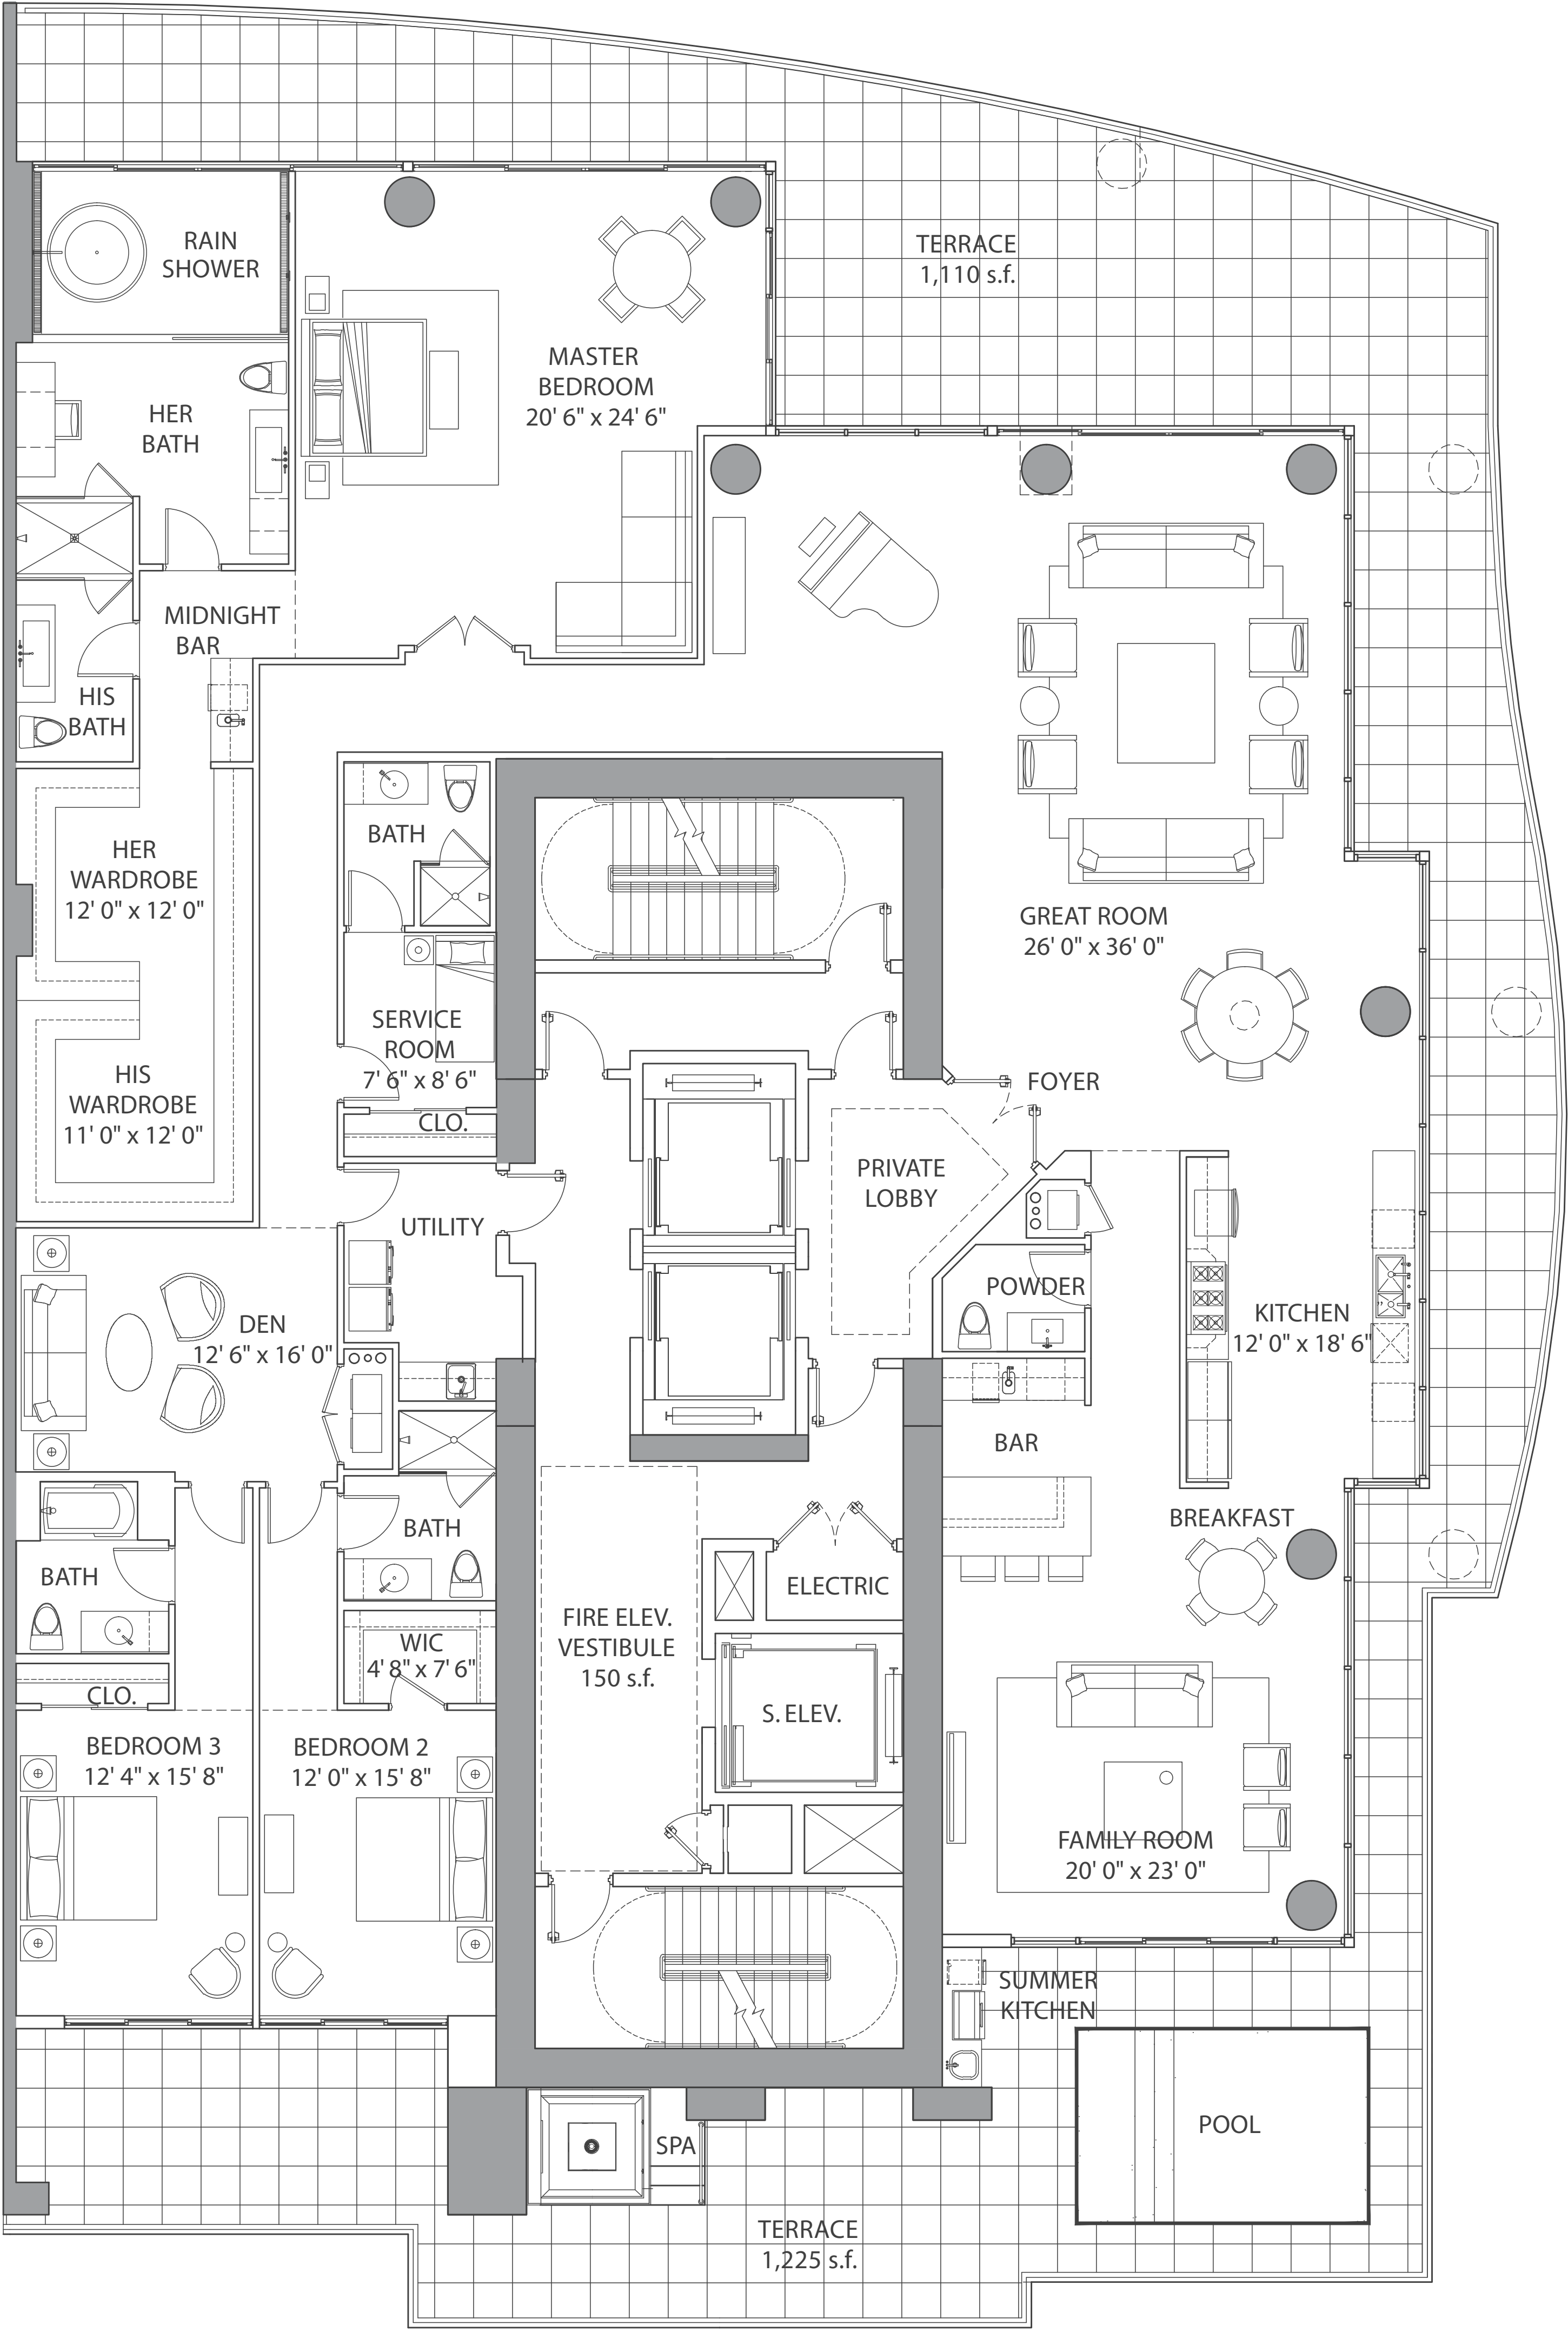 TERRACE
1,110 s.f.
RAIN
SHOWER
MASTER
BEDROOM
20' 6" x 24' 6"
HER
BATH
MIDNIGHT
BAR
HIS
BATH
BATH
HER
WARDROBE
12' 0" x 12' 0"
GREAT ROOM
26' 0" x 36' 0"
SERVICE
ROOM
7' 6" x 8' 6"
HIS
WARDROBE
11' 0" x 12' 0"
FOYER
CLO.
PRIVATE
LOBBY
UTILITY
POWDER
DEN
12' 6" x 16' 0"
KITCHEN
12' 0" x 18' 6"
BAR
BREAKFAST
BATH
BATH
ELECTRIC
FIRE ELEV.
VESTIBULE
150 s.f.
WIC
4' 8" x 7' 6"
CLO.
S. ELEV.
BEDROOM 3
12' 4" x 15' 8"
BEDROOM 2
12' 0" x 15' 8"
FAMILY ROOM
20' 0" x 23' 0"
SUMMER
KITCHEN
POOL
SPA
TERRACE
1,225 s.f.